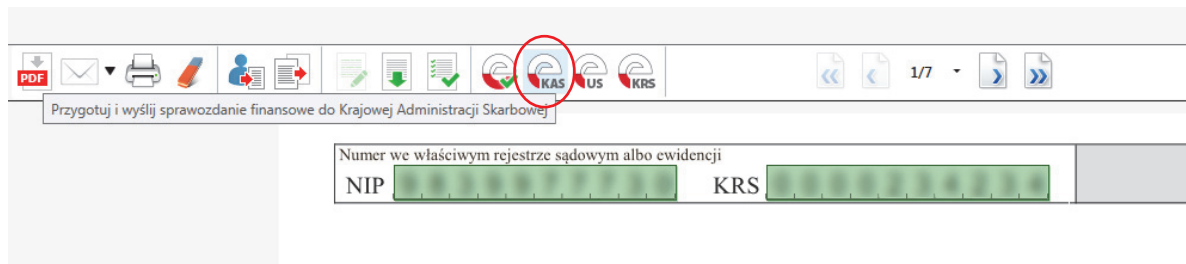 PDF KAS US KRS 1/7
Przygotuj i wyślij sprawozdanie finansowe do Krajowej Administracji Skarbowej
Numer we właściwym rejestrze sądowym albo ewidencji
NIP KRS